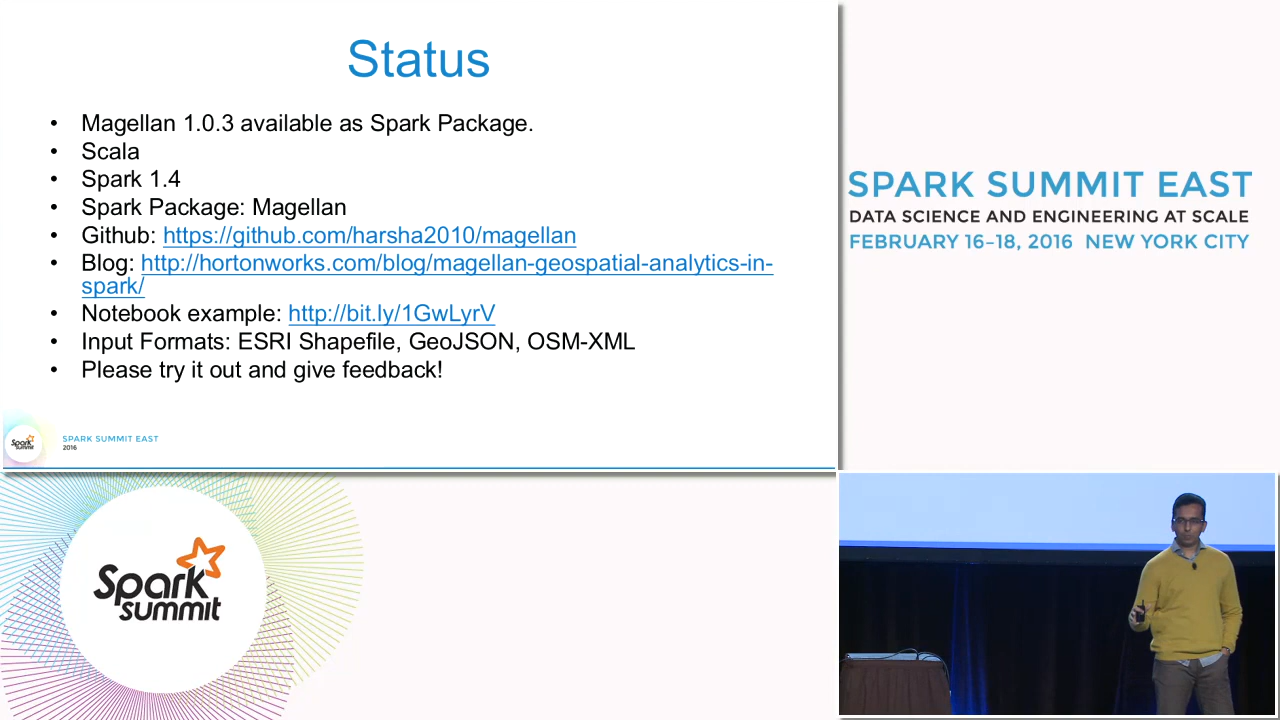 Status
• Magellan 1.0.3 available as Spark Package.
• Scala
• Spark 1.4
• Spark Package: Magellan
• Github: https://github.com/harsha2010/magellan
• Blog: http://hortonworks.com/blog/magellan-geospatial-analytics-in-
spark/
• Notebook example: http://bit.ly/1GwLyrV
• Input Formats: ESRI Shapefile, GeoJSON, OSM-XML
• Please try it out and give feedback!
Spark
summit
SPARK SUMMIT EAST
2016
SPARK SUMMIT EAST
DATA SCIENCE AND ENGINEERING AT SCALE
FEBRUARY 16–18, 2016 NEW YORK CITY
Spark
summit